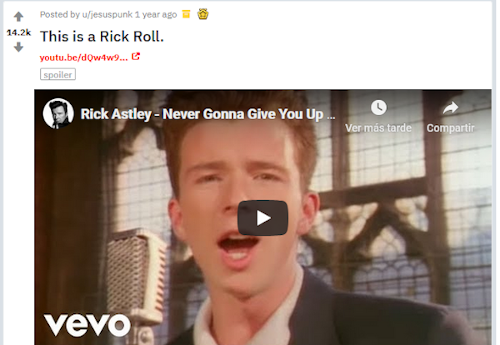 Posted by u/jesuspunk 1 year ago
14.2k
This is a Rick Roll.
youtu.be/dQw4w9...
spoiler
Rick Astley - Never Gonna Give You Up ...
Ver más tarde
Compartir
vevo